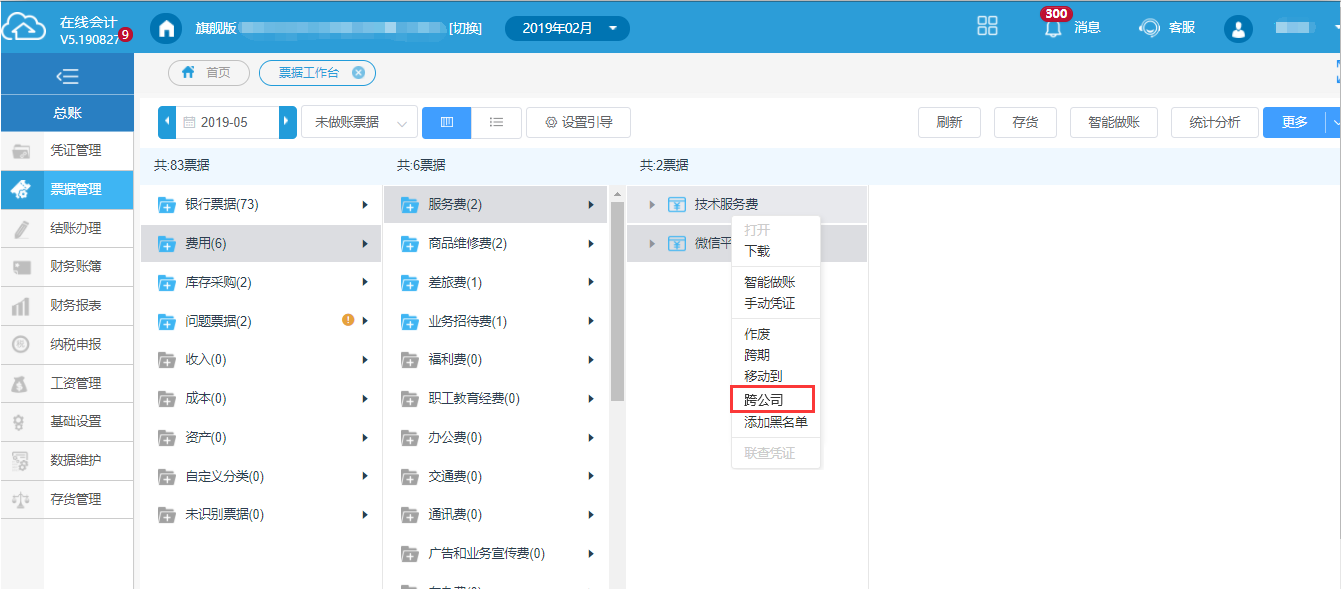 在线会计
V5.190827
9
旗舰版
[切换]
2019年02月
300
消息
客服
总账
凭证管理
票据管理
结账办理
财务账簿
财务报表
纳税申报
工资管理
基础设置
数据维护
存货管理
首页
票据工作台
2019-05
未做账票据
设置引导
刷新
存货
智能做账
统计分析
更多
共:83票据
银行票据(73)
费用(6)
库存采购(2)
问题票据(2)
收入(0)
成本(0)
资产(0)
自定义分类(0)
未识别票据(0)
共:6票据
服务费(2)
商品维修费(2)
差旅费(1)
业务招待费(1)
福利费(0)
职工教育经费(0)
办公费(0)
交通费(0)
通讯费(0)
广告和业务宣传费(0)
共:2票据
技术服务费
微信平
打开
下载
智能做账
手动凭证
作废
跨期
移动到
跨公司
添加黑名单
联查凭证